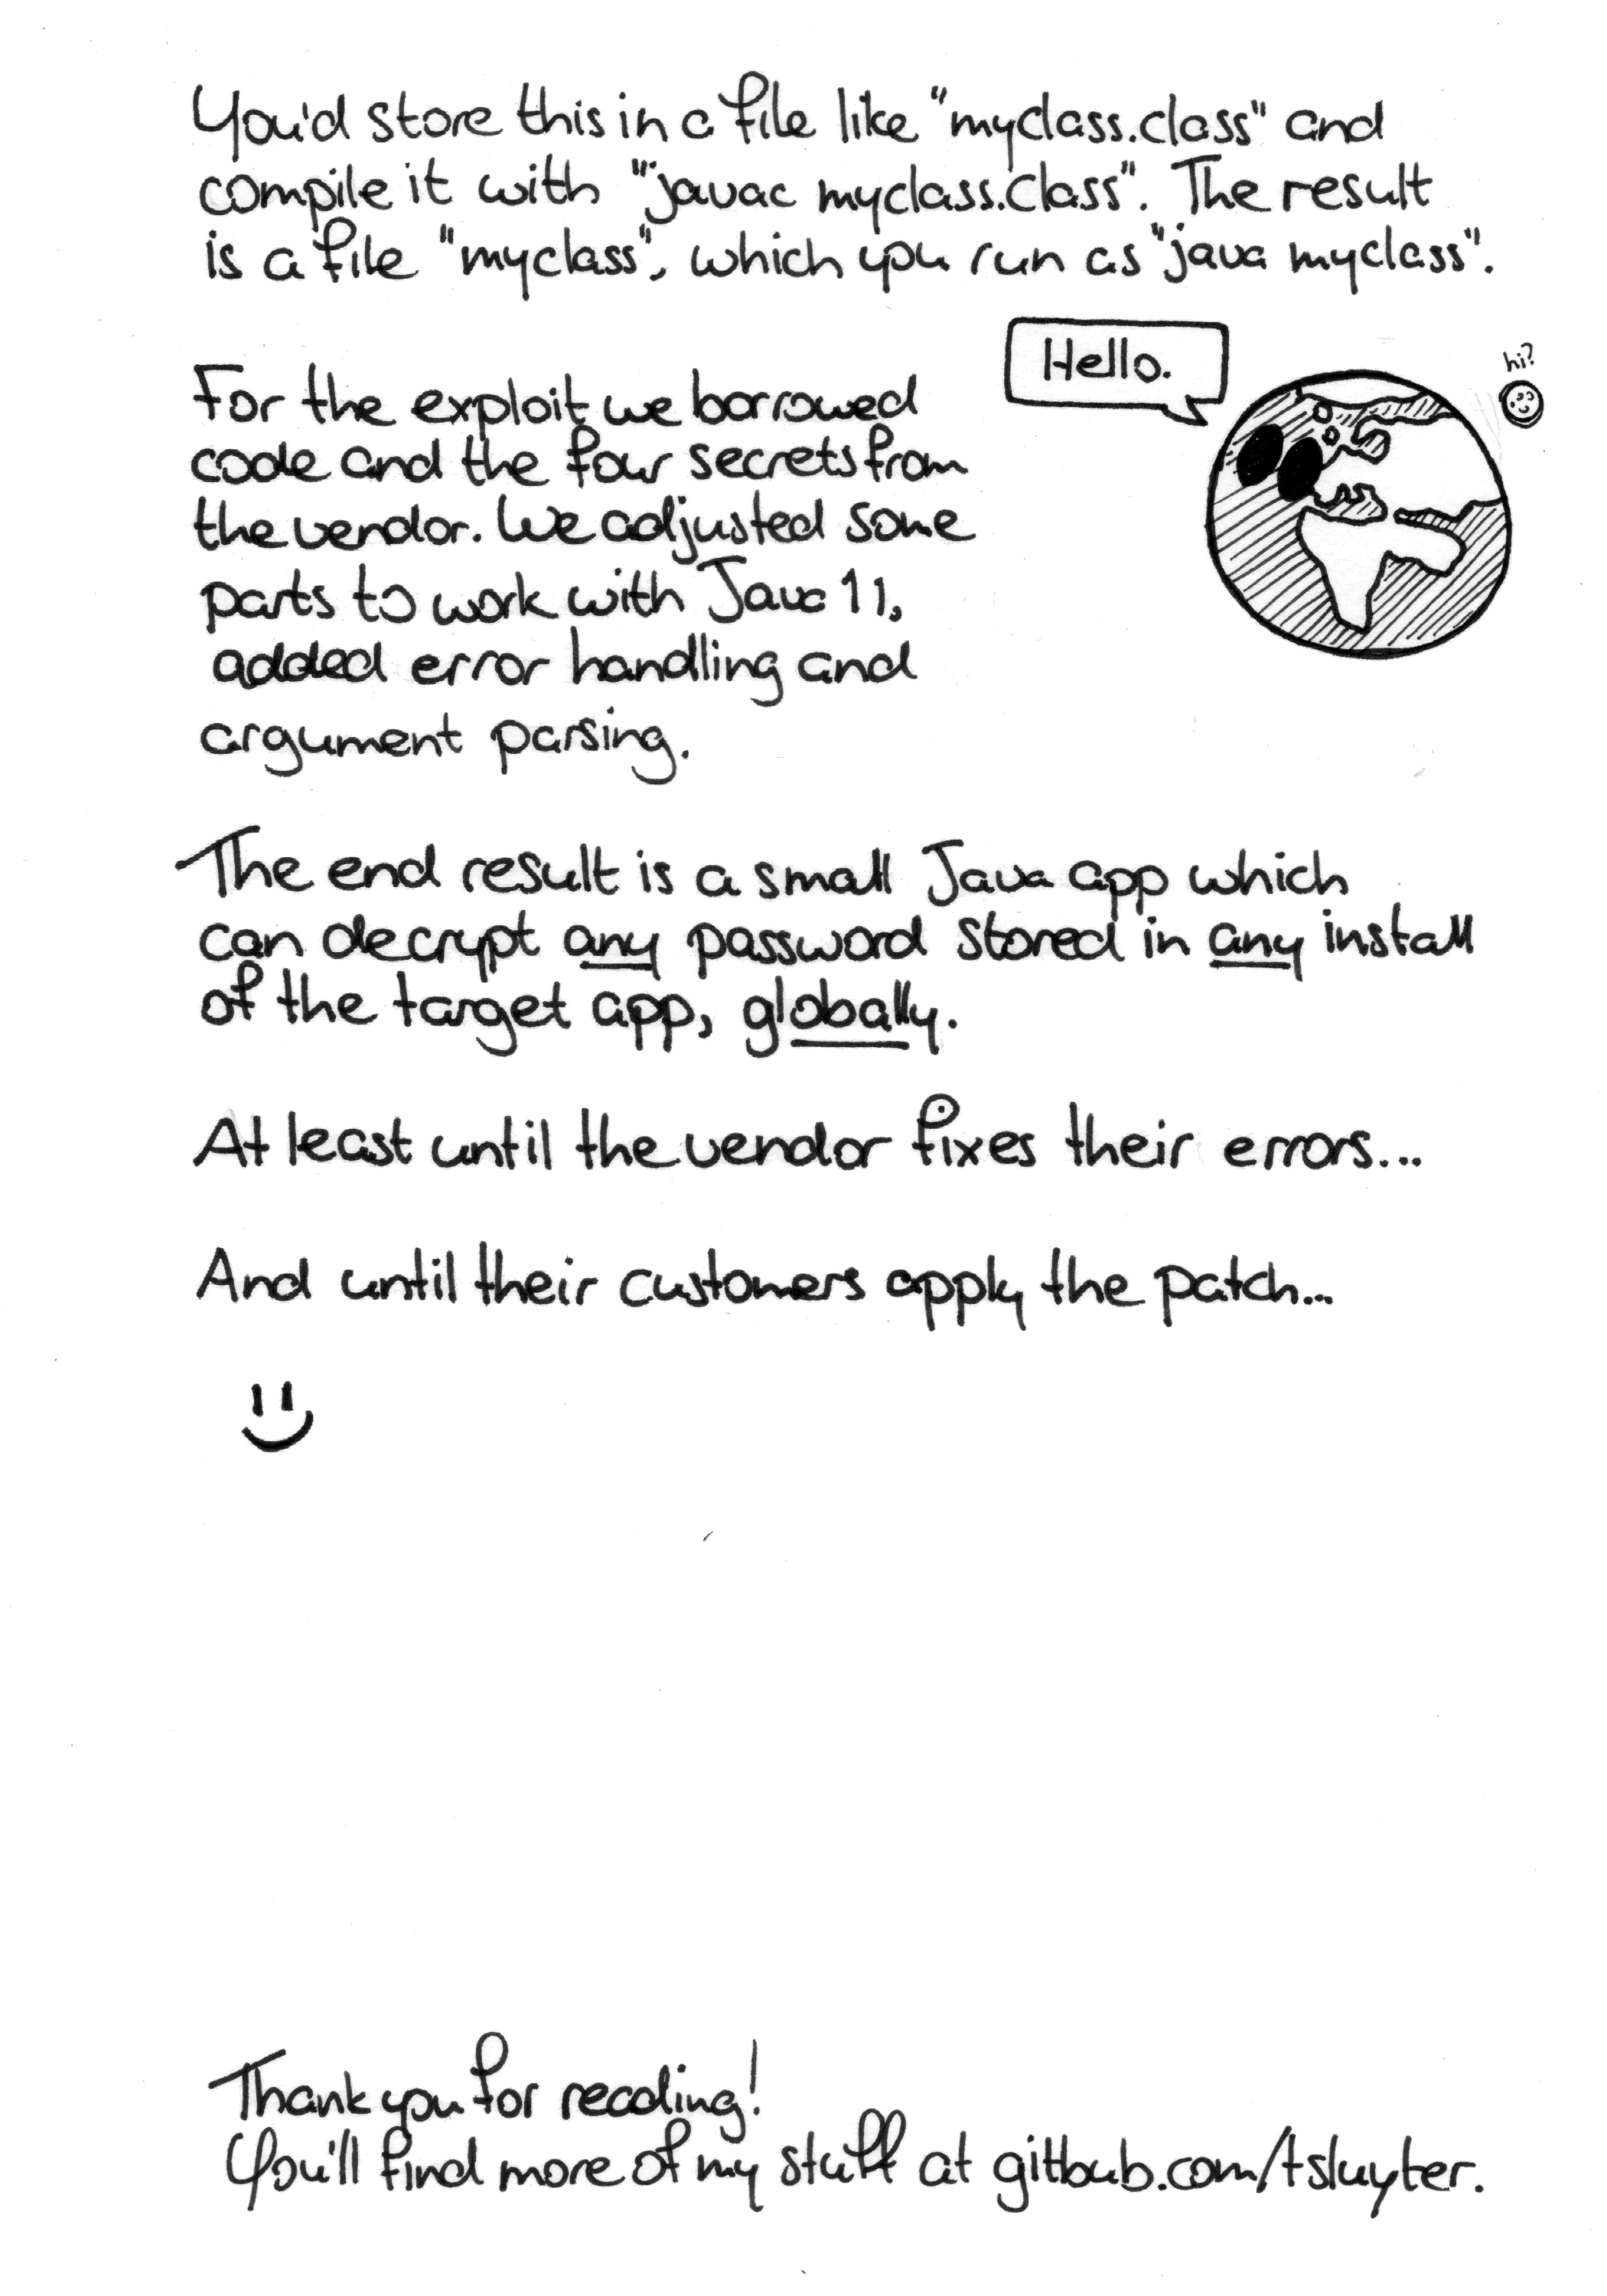 You'd store this in a file like "myclass.class" and
compile it with "javac myclass.class". The result
is a file "myclass", which you run as "java myclass".
Hello.
hi?
For the exploit we borrowed
code and the four secrets from
the vendor. We adjusted some
parts to work with Java 11,
added error handling and
argument parsing.
The end result is a small Java app which
can decrypt any password stored in any install
of the target app, globally.
At least until the vendor fixes their errors...
And until their customers apply the patch...
Thank you for reading!
You'll find more of my stuff at github.com/tsluyter.